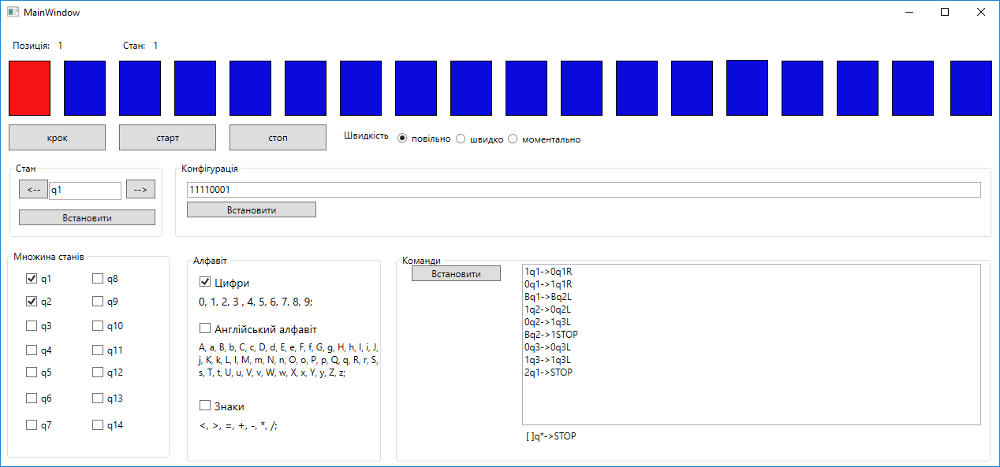 MainWindow
Позиція: 1 Стан: 1
крок старт стоп Швидкість повільно швидко моментально
Стан
<-- q1 -->
Встановити
Конфігурація
11110001
Встановити
Множина станів
q1 q8
q2 q9
q3 q10
q4 q11
q5 q12
q6 q13
q7 q14
Алфавіт
Цифри
0, 1, 2, 3 , 4, 5, 6, 7, 8, 9;
Англійський алфавіт
A, a, B, b, C, c, D, d, E, e, F, f, G, g, H, h, I, i, J,
j, K, k, L, l, M, m, N, n, O, o, P, p, Q, q, R, r, S,
s, T, t, U, u, V, v, W, w, X, x, Y, y, Z, z;
Знаки
<, >, =, +, -, *, /;
Команди
Встановити
1q1->0q1R
0q1->1q1R
Bq1->Bq2L
1q2->0q2L
0q2->1q3L
Bq2->1STOP
0q3->0q3L
1q3->1q3L
2q1->STOP
[ ]q*->STOP